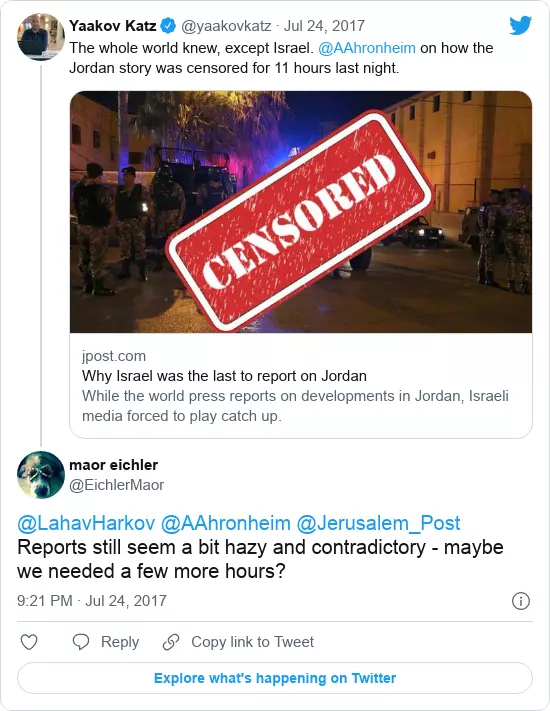 Yaakov Katz @yaakovkatz · Jul 24, 2017
The whole world knew, except Israel. @AAhronheim on how the
Jordan story was censored for 11 hours last night.
CENSORED
jpost.com
Why Israel was the last to report on Jordan
While the world press reports on developments in Jordan, Israeli
media forced to play catch up.
maor eichler
@EichlerMaor
@LahavHarkov @AAhronheim @Jerusalem_Post
Reports still seem a bit hazy and contradictory - maybe
we needed a few more hours?
9:21 PM · Jul 24, 2017
Reply
Copy link to Tweet
Explore what's happening on Twitter